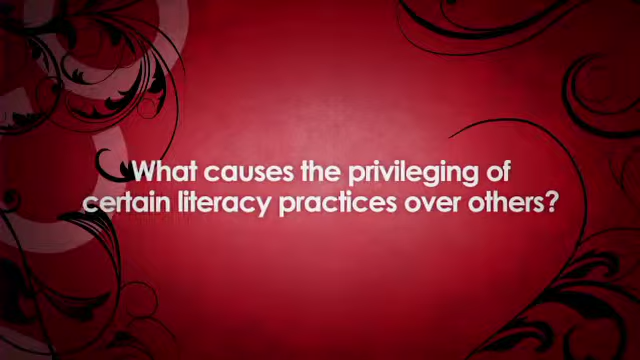 What causes the privileging of
certain literacy practices over others?